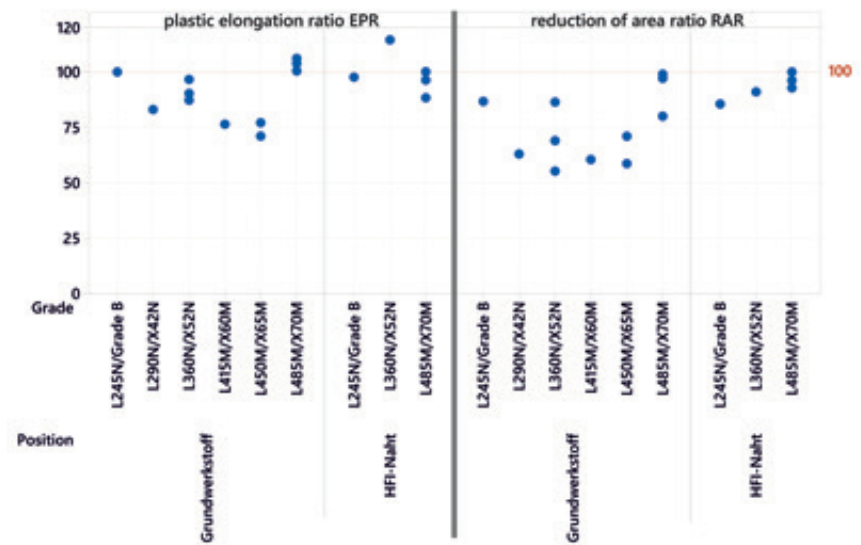 plastic elongation ratio EPR
reduction of area ratio RAR
120
100
75
50
25
0
100
Grade
L245N/Grade B
L290N/X42N
L360N/X52N
L415M/X60M
L450M/X65M
L485M/X70M
L245N/Grade B
L360N/X52N
L485M/X70M
L245N/Grade B
L290N/X42N
L360N/X52N
L415M/X60M
L450M/X65M
L485M/X70M
L245N/Grade B
L360N/X52N
L485M/X70M
Position
Grundwerkstoff
HFI-Naht
Grundwerkstoff
HFI-Naht